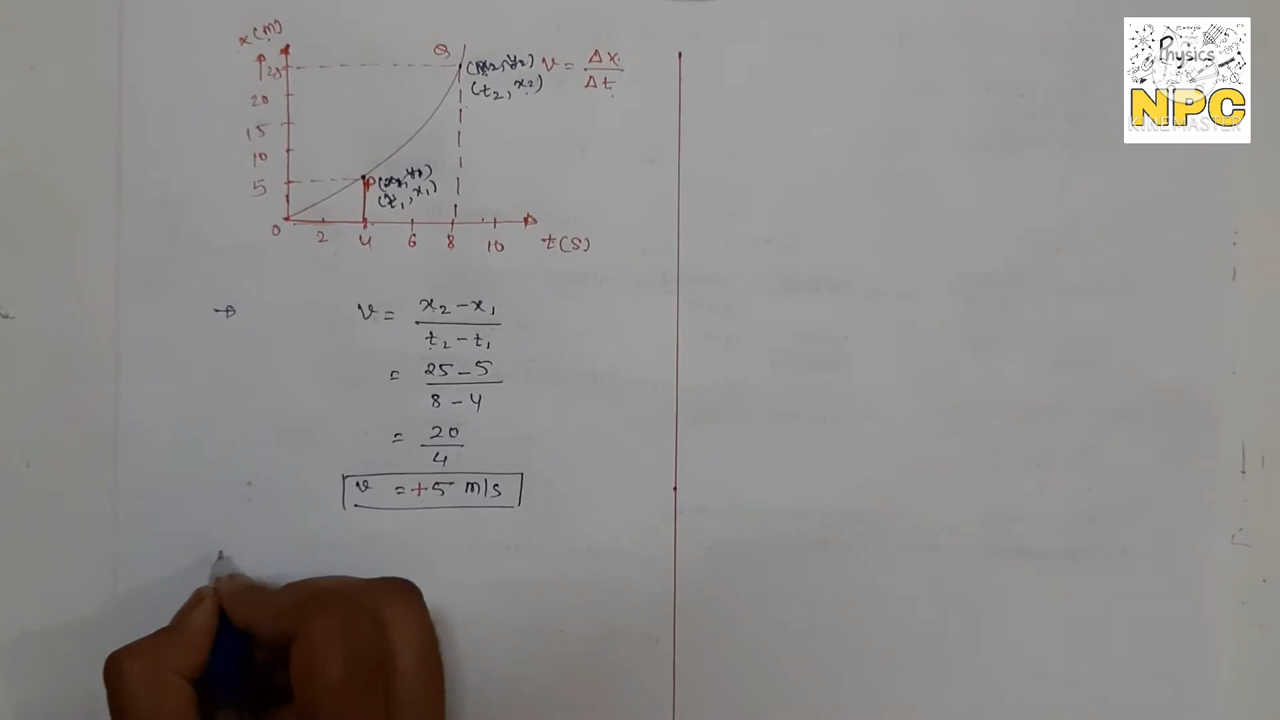 x(m)
25
20
15
10
5
0 2 4 6 8 10 t(S)
Q
(t₂, x₂)
P
(t₁, x₁)
v = Δx / Δt
v = x₂ - x₁ / t₂ - t₁
= 25 - 5 / 8 - 4
= 20 / 4
v = +5 m/s
Physics
NPC
KINEMASTER